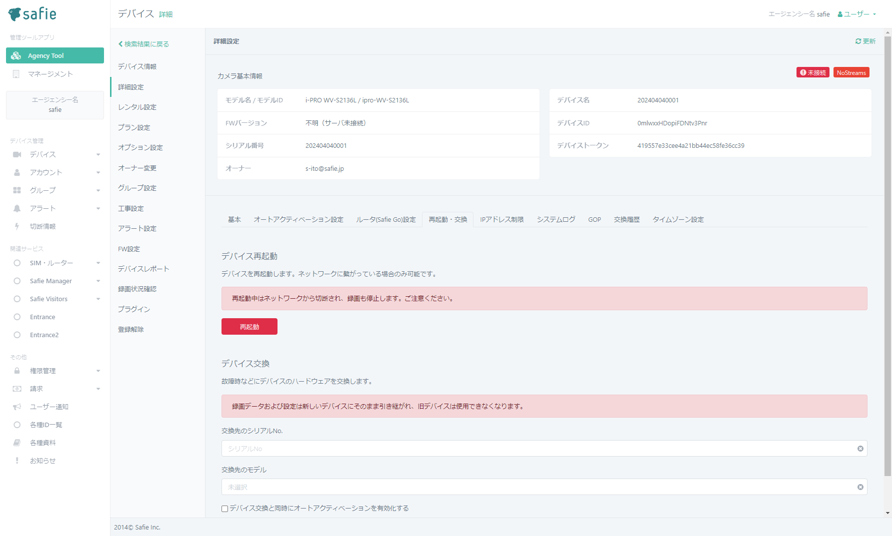 safie
デバイス 詳細
エージェンシー名 safie
ユーザー
管理ツールアプリ
Agency Tool
マネージメント
エージェンシー名
safie
デバイス管理
デバイス
アカウント
グループ
アラート
切断情報
映像サービス
SIM・ルーター
Safie Manager
Safie Visitors
Entrance
Entrance2
その他
権限管理
請求
ユーザー通知
各種ID一覧
各種資料
お知らせ
検索結果に戻る
デバイス情報
詳細設定
レンタル設定
プラン設定
オプション設定
オーナー変更
グループ設定
工事設定
アラート設定
FW設定
デバイスレポート
録画状況確認
プラグイン
登録解除
詳細設定
更新
カメラ基本情報
未接続
NoStreams
モデル名 / モデルID i-PRO WV-S2136L / ipro-WV-S2136L
FWバージョン 不明（サーバ未接続）
シリアル番号 202404040001
オーナー s-ito@safie.jp
デバイス名 202404040001
デバイスID 0mlwxxHDopiFDNtv3Pnr
デバイストークン 419557e33cee4a21bb44ec58fe36cc39
基本 オートアクティベーション設定 ルータ(Safie Go)設定 再起動・交換 IPアドレス制限 システムログ GOP 交換履歴 タイムゾーン設定
デバイス再起動
デバイスを再起動します。ネットワークに繋がっている場合のみ可能です。
再起動中はネットワークから切断され、録画も停止します。ご注意ください。
再起動
デバイス交換
故障時などにデバイスのハードウェアを交換します。
録画データおよび設定は新しいデバイスにそのまま引き継がれ、旧デバイスは使用できなくなります。
交換先のシリアルNo.
シリアルNo
交換先のモデル
未選択
デバイス交換と同時にオートアクティベーションを有効化する
2014© Safie Inc.